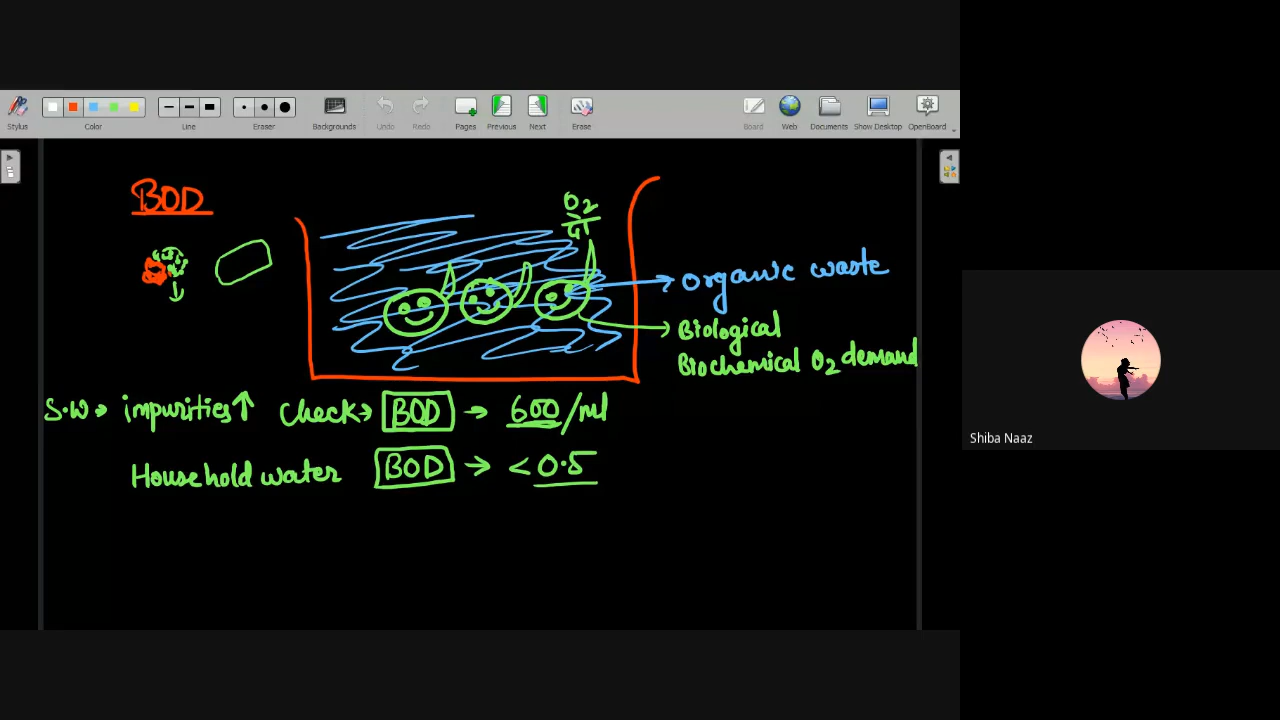 Stylus
Color
Line
Eraser
Backgrounds
Undo
Redo
Pages
Previous
Next
Erase
Board
Web
Documents
Show Desktop
OpenBoard
BOD
O2
organic waste
Biological
Biochemical O2 demand
S.W → impurities↑ check→ BOD → 600/ml
Household water BOD → < 0.5
Shiba Naaz